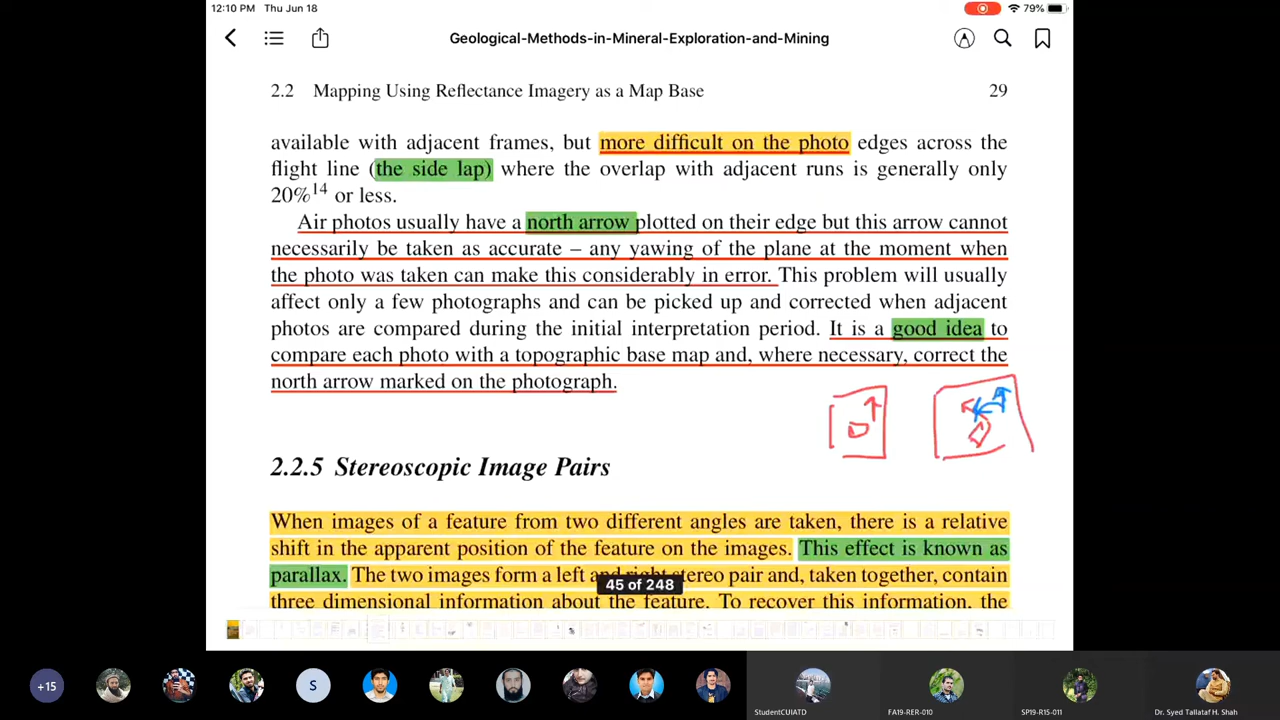 12:10 PM Thu Jun 18
79%
Geological-Methods-in-Mineral-Exploration-and-Mining
2.2 Mapping Using Reflectance Imagery as a Map Base 29
available with adjacent frames, but more difficult on the photo edges across the
flight line (the side lap) where the overlap with adjacent runs is generally only
20%14 or less.
Air photos usually have a north arrow plotted on their edge but this arrow cannot
necessarily be taken as accurate – any yawing of the plane at the moment when
the photo was taken can make this considerably in error. This problem will usually
affect only a few photographs and can be picked up and corrected when adjacent
photos are compared during the initial interpretation period. It is a good idea to
compare each photo with a topographic base map and, where necessary, correct the
north arrow marked on the photograph.
2.2.5 Stereoscopic Image Pairs
When images of a feature from two different angles are taken, there is a relative
shift in the apparent position of the feature on the images. This effect is known as
parallax. The two images form a left and right stereo pair and, taken together, contain
45 of 248
three dimensional information about the feature. To recover this information, the
+15
S
StudentCUIATD
FA19-RER-010
SP19-R15-011
Dr. Syed Tallataf H. Shah